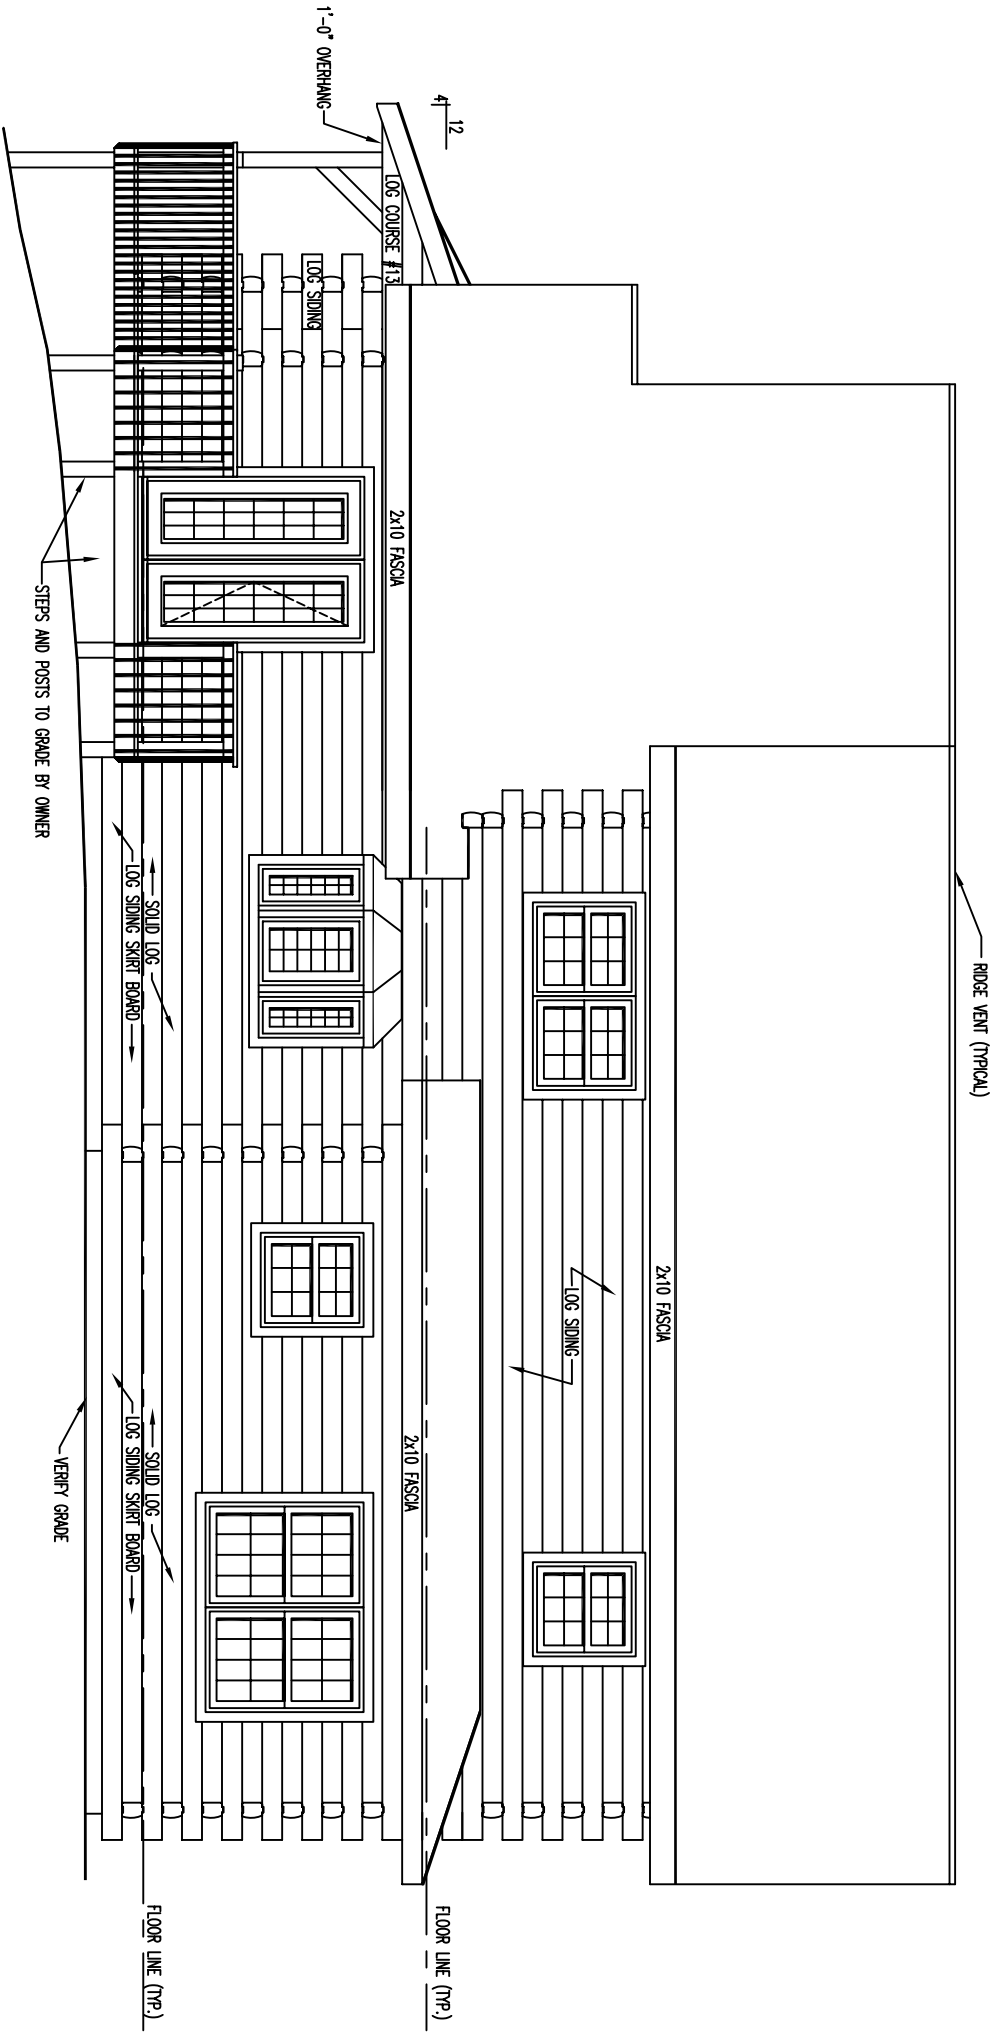 RIDGE VENT (TYPICAL)
2x10 FASCIA
LOG SIDING
12
4
1'-0" OVERHANG
LOG COURSE #13
LOG SIDING
2x10 FASCIA
2x10 FASCIA
FLOOR LINE (TYP.)
SOLID LOG
LOG SIDING SKIRT BOARD
SOLID LOG
LOG SIDING SKIRT BOARD
FLOOR LINE (TYP.)
STEPS AND POSTS TO GRADE BY OWNER
VERIFY GRADE